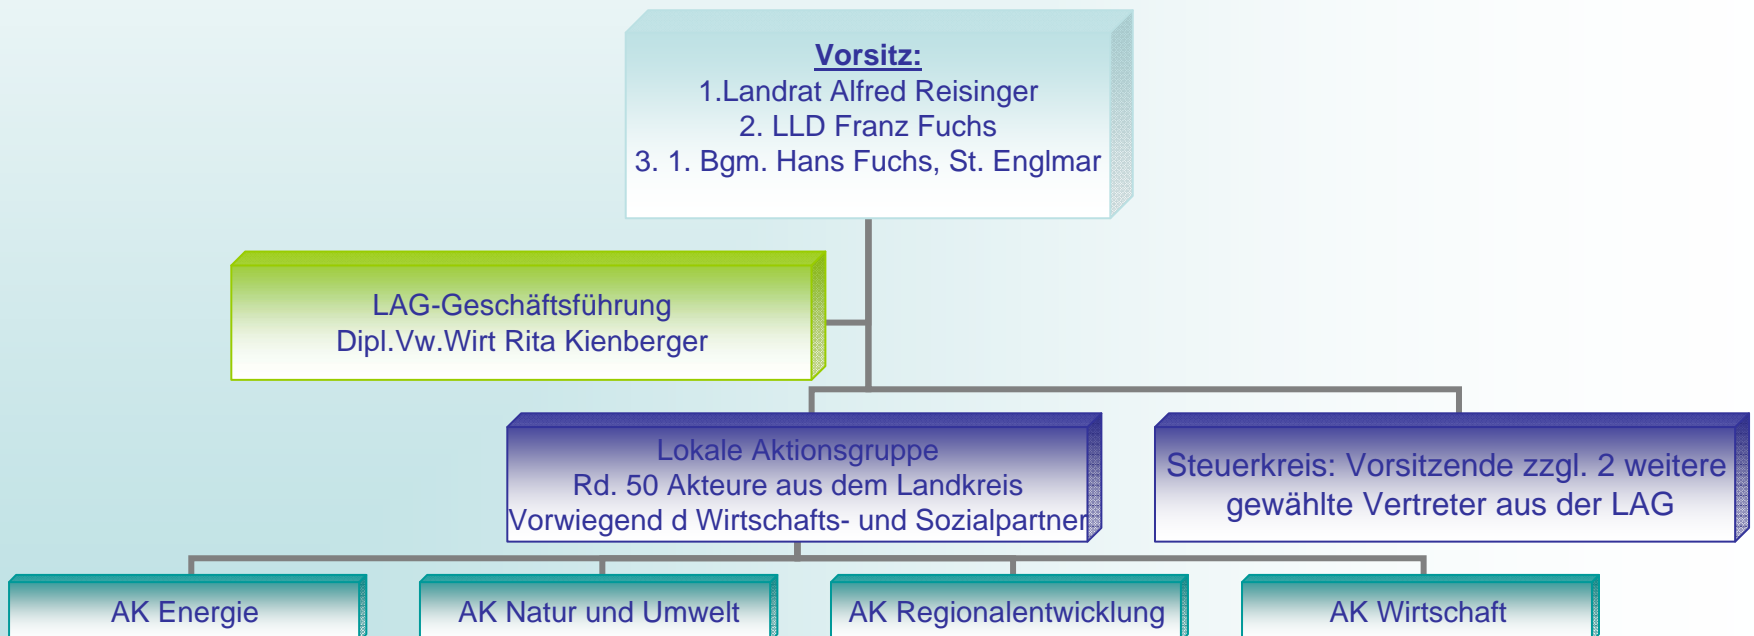 Vorsitz:
1.Landrat Alfred Reisinger
2. LLD Franz Fuchs
3. 1. Bgm. Hans Fuchs, St. Englmar
LAG-Geschäftsführung
Dipl.Vw.Wirt Rita Kienberger
Lokale Aktionsgruppe
Rd. 50 Akteure aus dem Landkreis
Vorwiegend d Wirtschafts- und Sozialpartner
Steuerkreis: Vorsitzende zzgl. 2 weitere
gewählte Vertreter aus der LAG
AK Energie
AK Natur und Umwelt
AK Regionalentwicklung
AK Wirtschaft